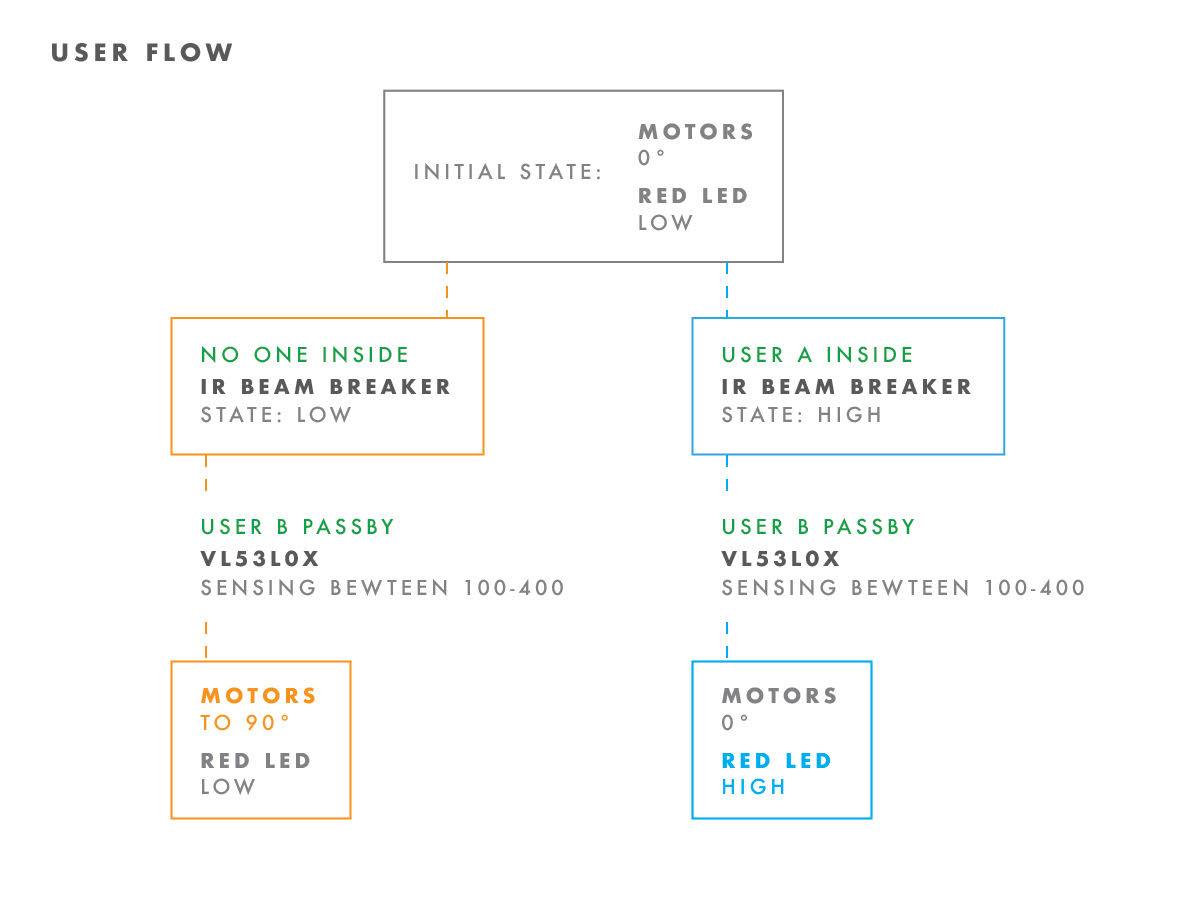 USER FLOW
INITIAL STATE:
MOTORS
0°
RED LED
LOW
NO ONE INSIDE
IR BEAM BREAKER
STATE: LOW
USER B PASSBY
VL53L0X
SENSING BEWTEEN 100-400
MOTORS
TO 90°
RED LED
LOW
USER A INSIDE
IR BEAM BREAKER
STATE: HIGH
USER B PASSBY
VL53L0X
SENSING BEWTEEN 100-400
MOTORS
0°
RED LED
HIGH